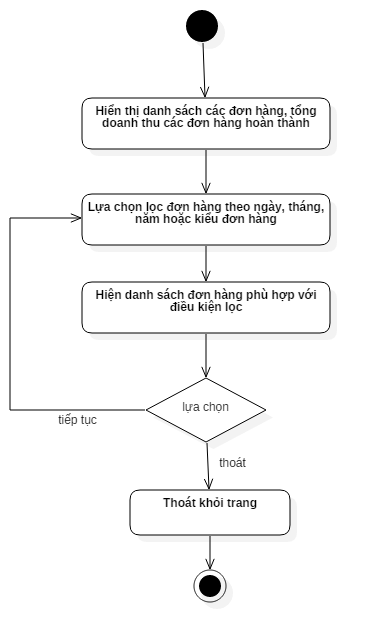 Hiển thị danh sách các đơn hàng, tổng
doanh thu các đơn hàng hoàn thành
Lựa chọn lọc đơn hàng theo ngày, tháng,
năm hoặc kiểu đơn hàng
Hiện danh sách đơn hàng phù hợp với
điều kiện lọc
lựa chọn
tiếp tục
thoát
Thoát khỏi trang